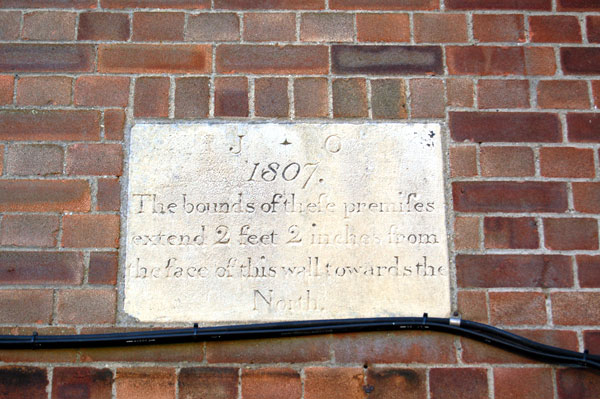 J + O
1807.
The bounds of theſe premiſes
extend 2 feet 2 inches from
the face of this wall towards the
North.